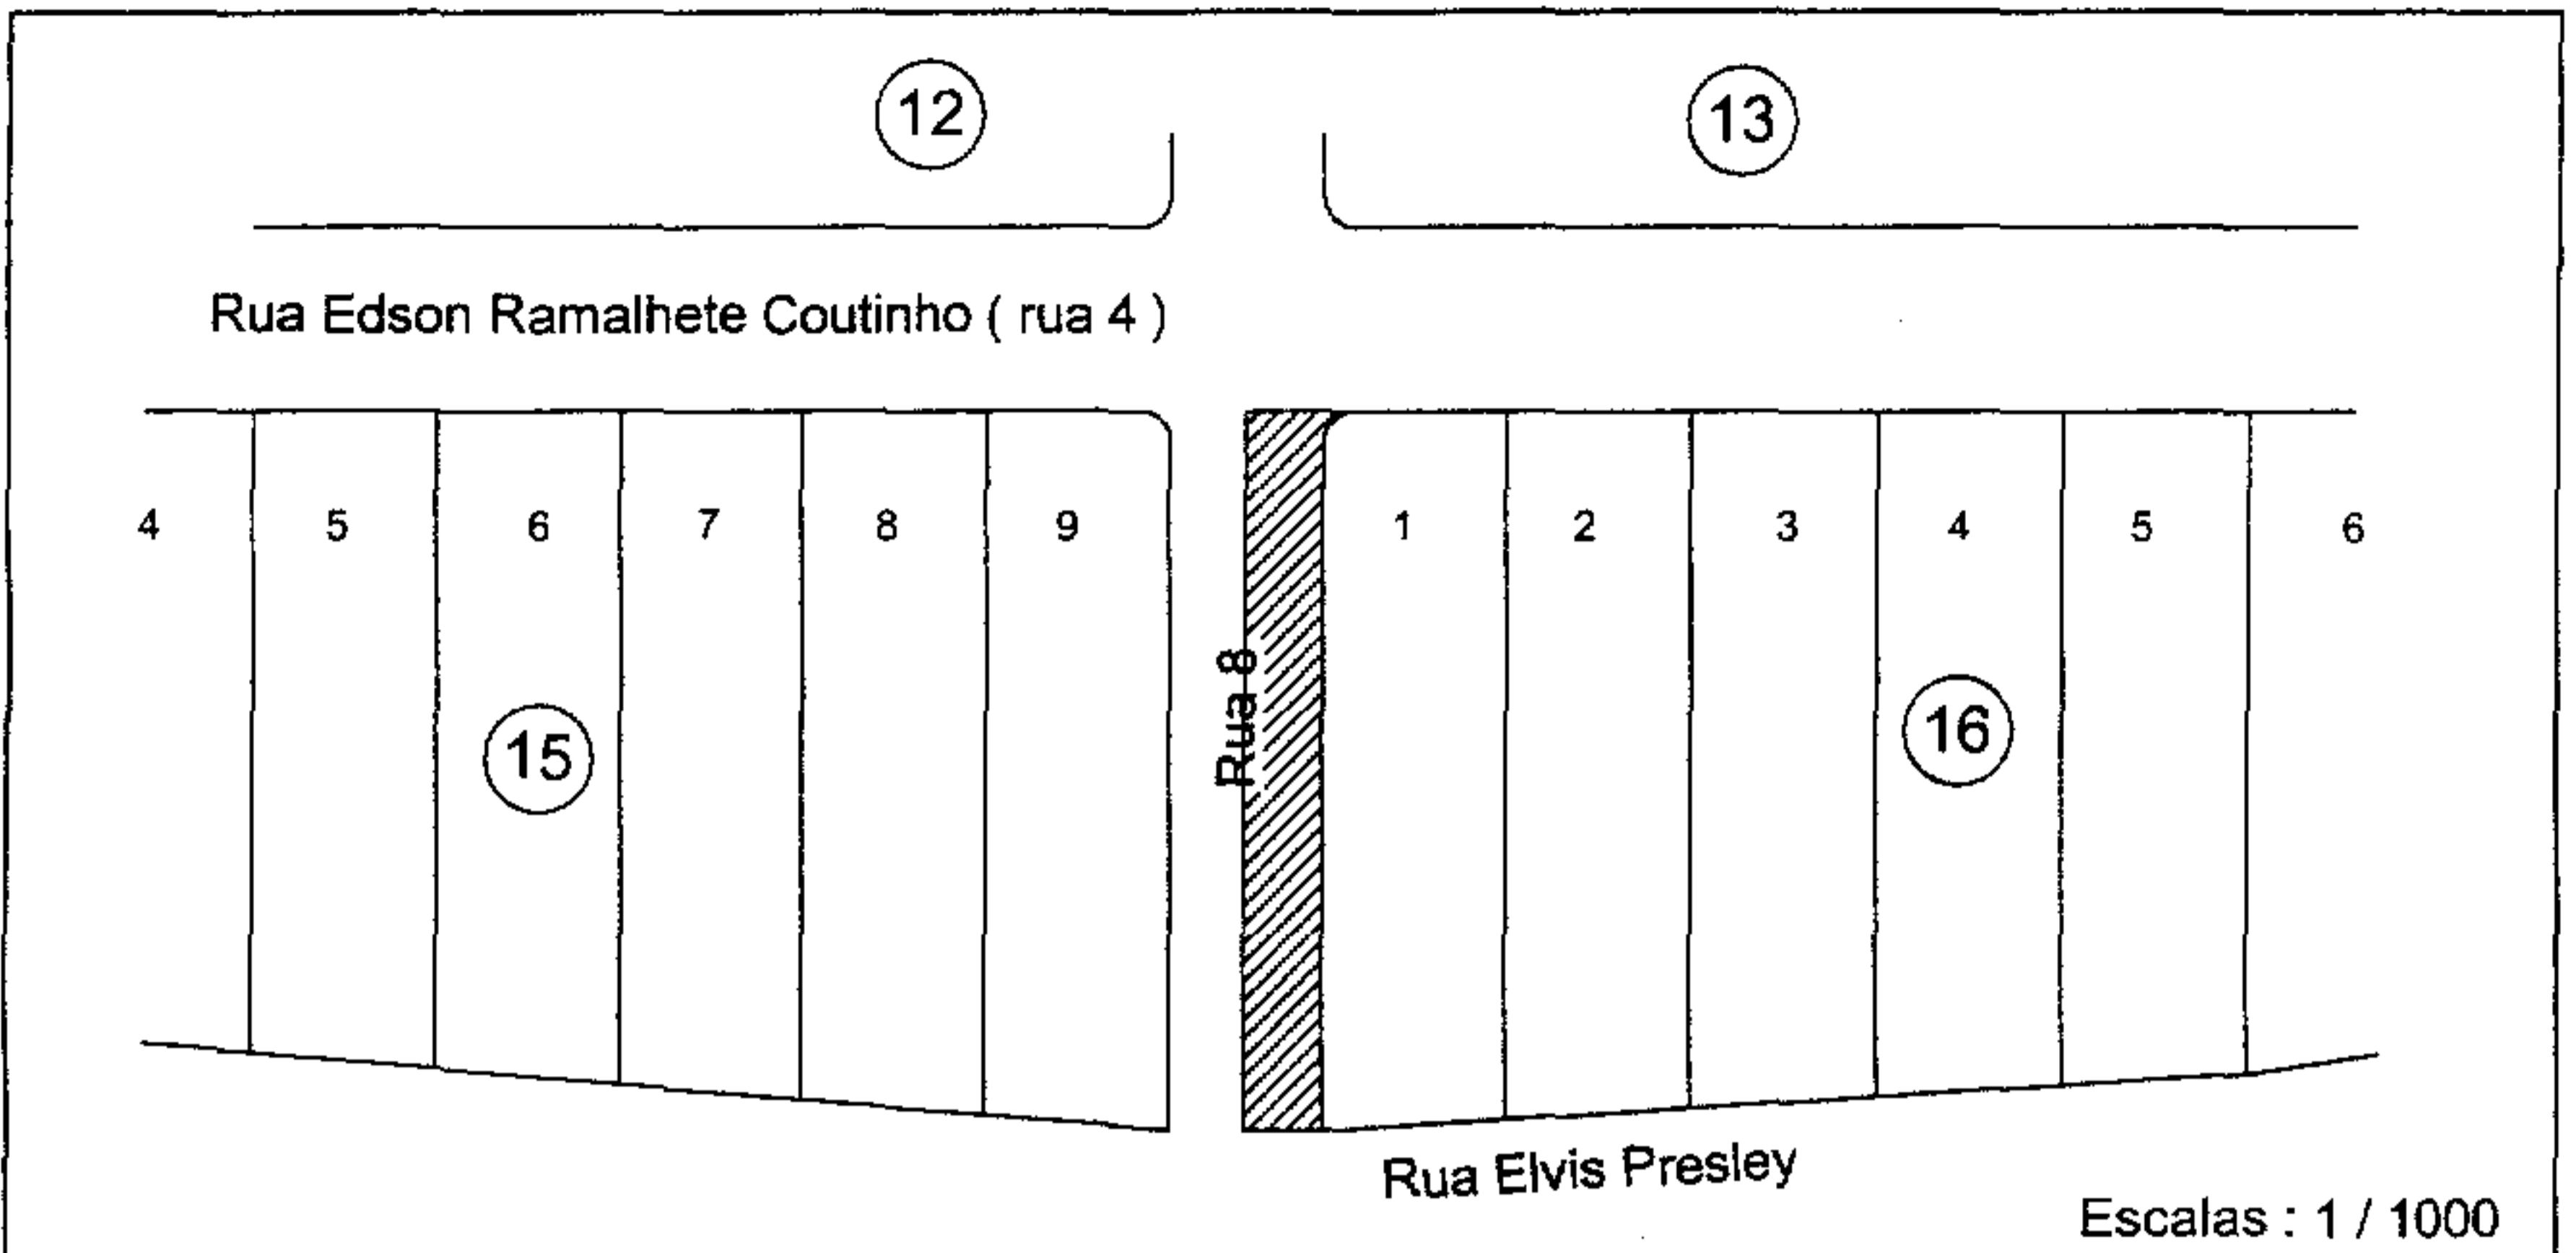 12
13
Rua Edson Ramalhete Coutinho ( rua 4 )
4 5 6 7 8 9 1 2 3 4 5 6
Rua 8
15
16
Rua Elvis Presley
Escalas : 1 / 1000